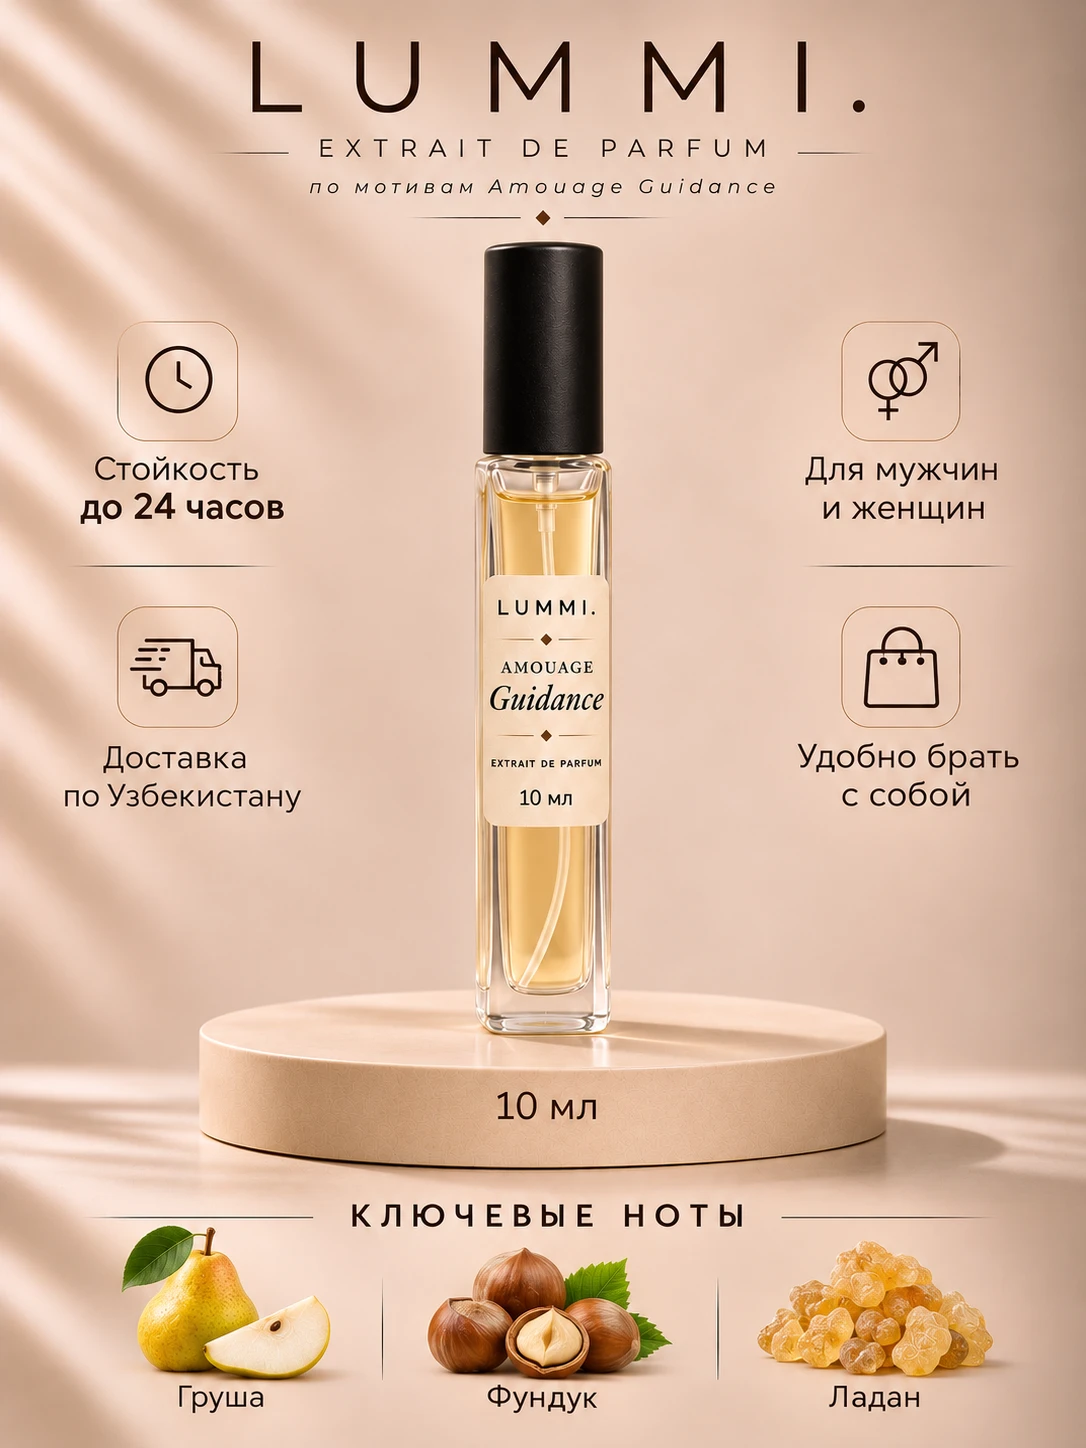 LUMMI.
EXTRAIT DE PARFUM
по мотивам Amouage Guidance
Стойкость
до 24 часов
Для мужчин
и женщин
Доставка
по Узбекистану
Удобно брать
с собой
LUMMI.
AMOUAGE
Guidance
EXTRAIT DE PARFUM
10 мл
10 мл
КЛЮЧЕВЫЕ НОТЫ
Груша
Фундук
Ладан